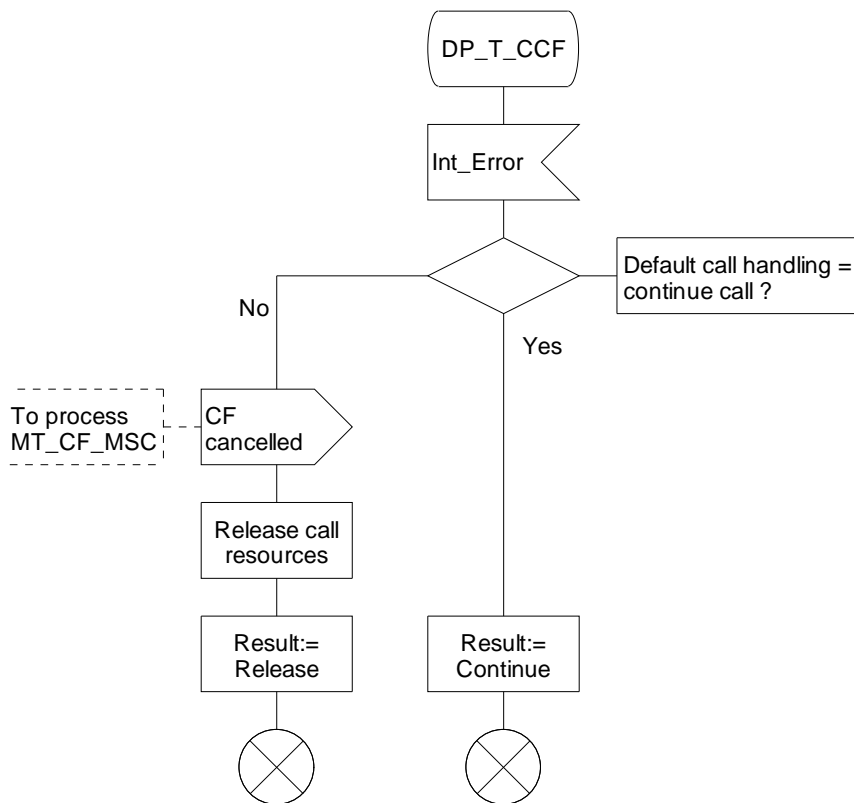 DP_T_CCF
Int_Error
Default call handling =
continue call ?
No
Yes
To process
MT_CF_MSC
CF
cancelled
Release call
resources
Result:=
Release
Result:=
Continue